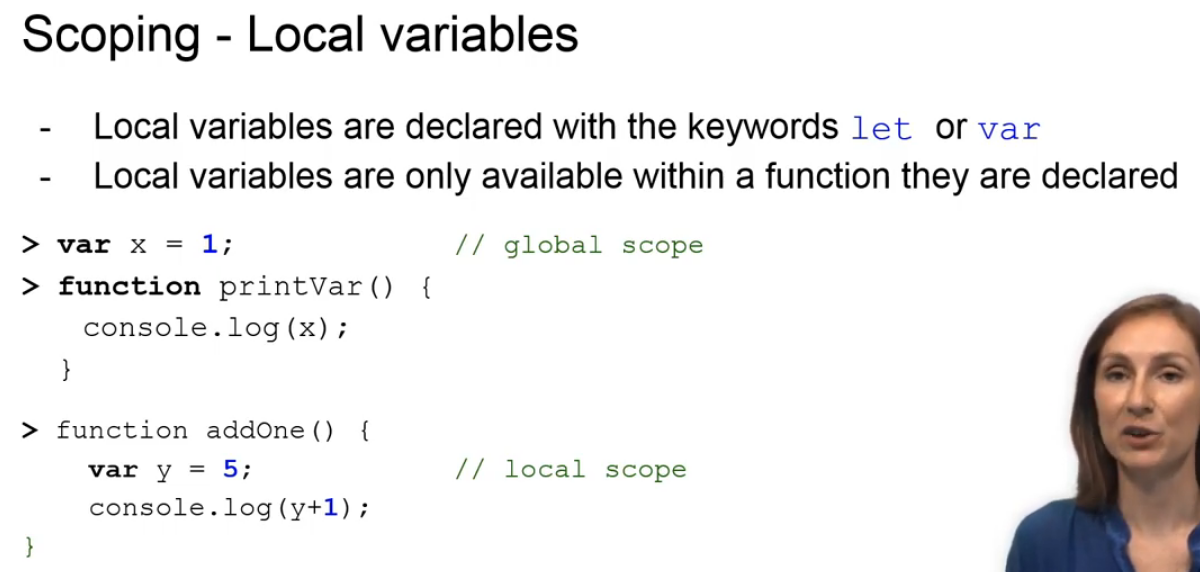 Scoping - Local variables
- Local variables are declared with the keywords let or var
- Local variables are only available within a function they are declared
> var x = 1; // global scope
> function printVar() {
console.log(x);
}
> function addOne() {
var y = 5; // local scope
console.log(y+1);
}